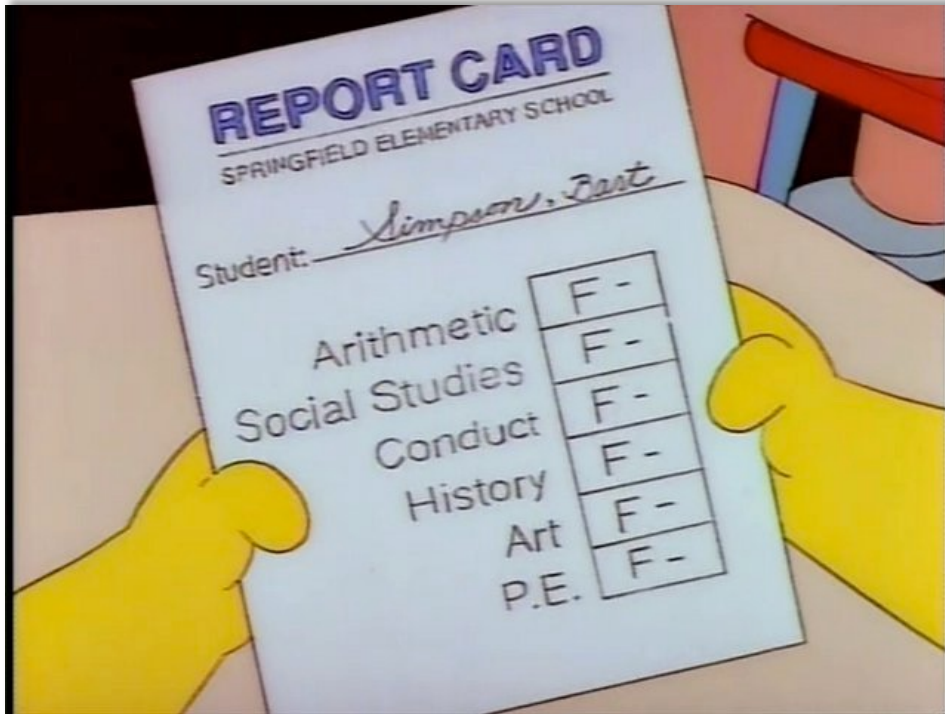 REPORT CARD
SPRINGFIELD ELEMENTARY SCHOOL
Student: Simpson, Bart
Arithmetic F -
Social Studies F -
Conduct F -
History F -
Art F -
P.E. F -